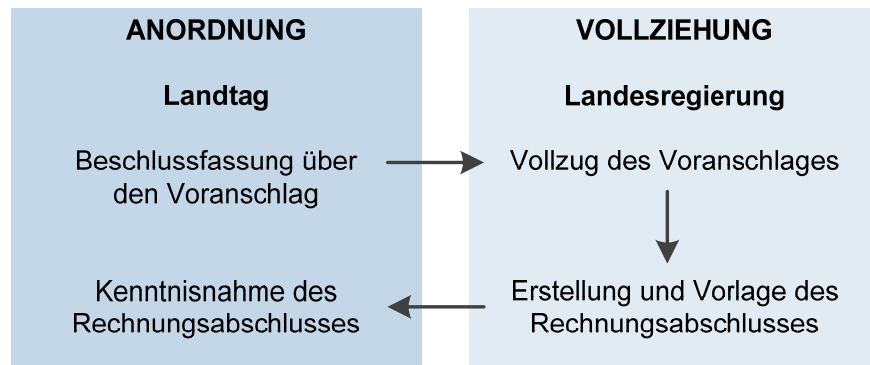 ANORDNUNG
Landtag
Beschlussfassung über
den Voranschlag
VOLLZIEHUNG
Landesregierung
Vollzug des Voranschlages
Erstellung und Vorlage des
Rechnungsabschlusses
Kenntnisnahme des
Rechnungsabschlusses